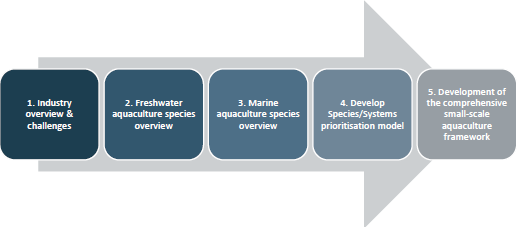 1. Industry
overview &
challenges
2. Freshwater
aquaculture species
overview
3. Marine
aquaculture species
overview
4. Develop
Species/Systems
prioritisation model
5. Development of
the comprehensive
small-scale
aquaculture
framework